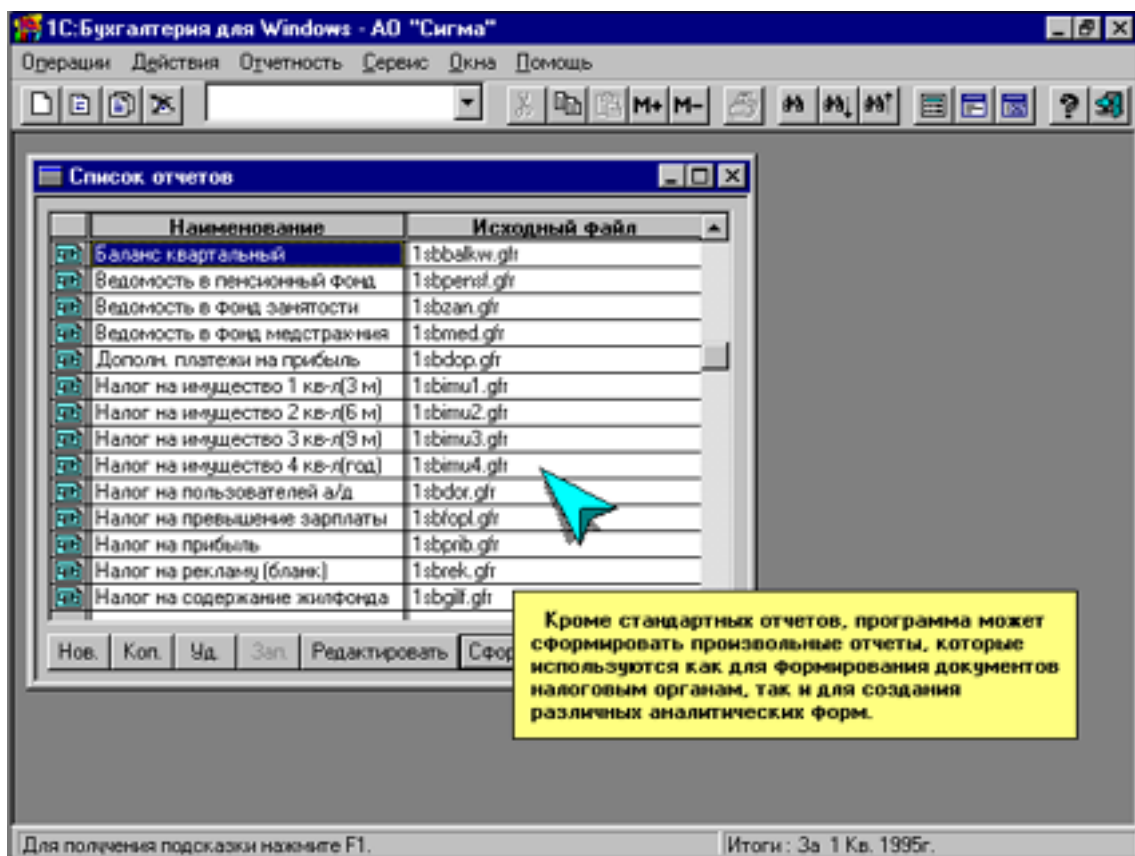 1С:Бухгалтерия для Windows - АО "Сигма"
Операции Действия Отчетность Сервис Окна Помощь
M+ M-
Список отчетов
Наименование Исходный файл
Баланс квартальный 1sbbalkw.gfr
Ведомость в пенсионный фонд 1sbpensf.gfr
Ведомость в фонд занятости 1sbzan.gfr
Ведомость в фонд медстрах-ния 1sbmed.gfr
Дополн. платежи на прибыль 1sbdop.gfr
Налог на имущество 1 кв-л(3 м) 1sbimu1.gfr
Налог на имущество 2 кв-л(6 м) 1sbimu2.gfr
Налог на имущество 3 кв-л(9 м) 1sbimu3.gfr
Налог на имущество 4 кв-л(год) 1sbimu4.gfr
Налог на пользователей а/д 1sbdor.gfr
Налог на превышение зарплаты 1sbfopl.gfr
Налог на прибыль 1sbprib.gfr
Налог на рекламу (бланк) 1sbrek.gfr
Налог на содержание жилфонда 1sbgilf.gfr
Нов. Коп. Уд. Зап. Редактировать Сфор
Кроме стандартных отчетов, программа может
сформировать произвольные отчеты, которые
используются как для формирования документов
налоговым органам, так и для создания
различных аналитических форм.
Для получения подсказки нажмите F1. Итоги : За 1 Кв. 1995г.